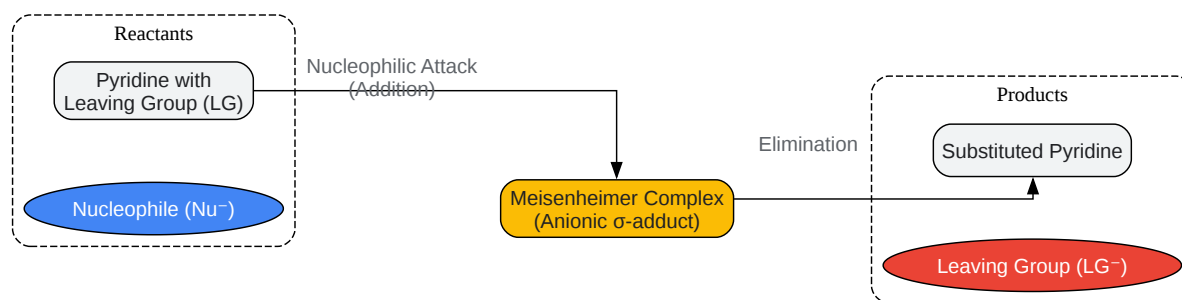 Reactants
Pyridine with
Leaving Group (LG)
Nucleophile (Nu⁻)
Nucleophilic Attack
(Addition)
Meisenheimer Complex
(Anionic σ-adduct)
Elimination
Products
Substituted Pyridine
Leaving Group (LG⁻)